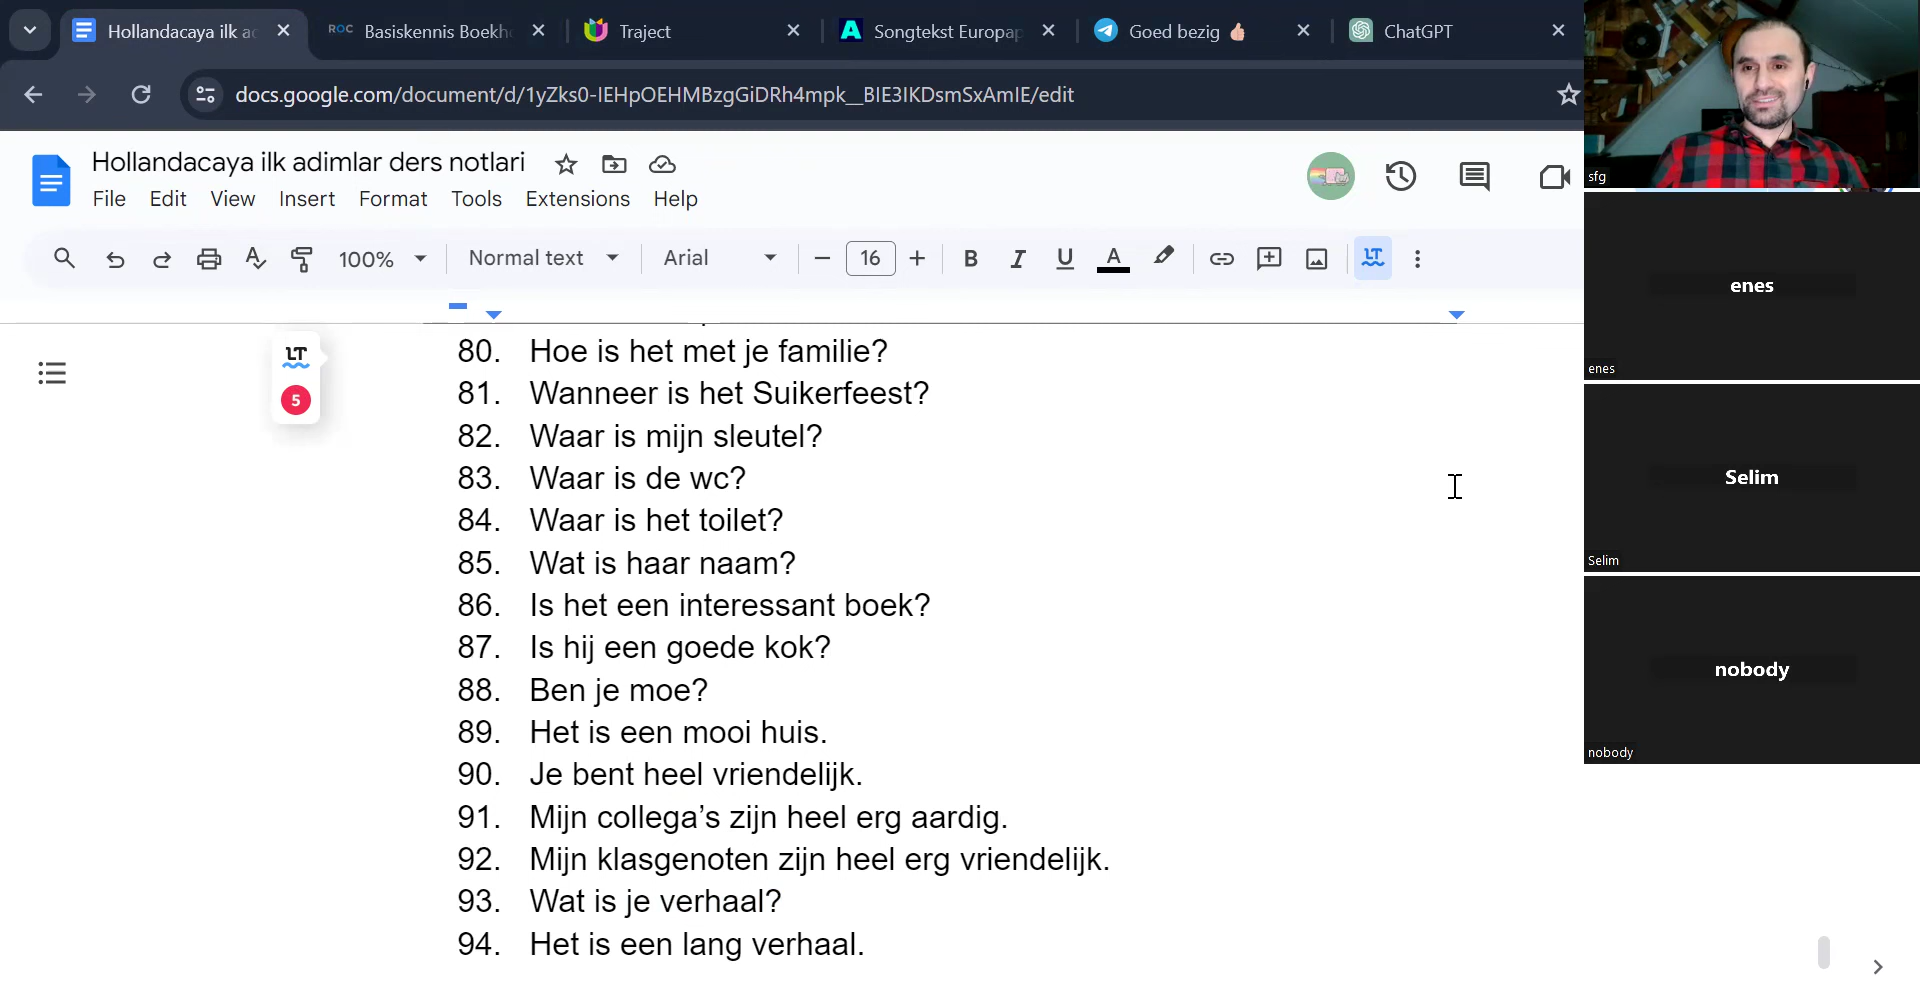 Hollandacaya ilk a
Basiskennis Boekh
Traject
Songtekst Europap
Goed bezig 👍
ChatGPT
docs.google.com/document/d/1yZks0-IEHpOEHMBzgGiDRh4mpk__BIE3IKDsmSxAmIE/edit
Hollandacaya ilk adimlar ders notlari
File Edit View Insert Format Tools Extensions Help
100% Normal text Arial 16 B I U A LT
LT
5
80. Hoe is het met je familie?
81. Wanneer is het Suikerfeest?
82. Waar is mijn sleutel?
83. Waar is de wc?
84. Waar is het toilet?
85. Wat is haar naam?
86. Is het een interessant boek?
87. Is hij een goede kok?
88. Ben je moe?
89. Het is een mooi huis.
90. Je bent heel vriendelijk.
91. Mijn collega’s zijn heel erg aardig.
92. Mijn klasgenoten zijn heel erg vriendelijk.
93. Wat is je verhaal?
94. Het is een lang verhaal.
sfg
enes
enes
Selim
Selim
nobody
nobody